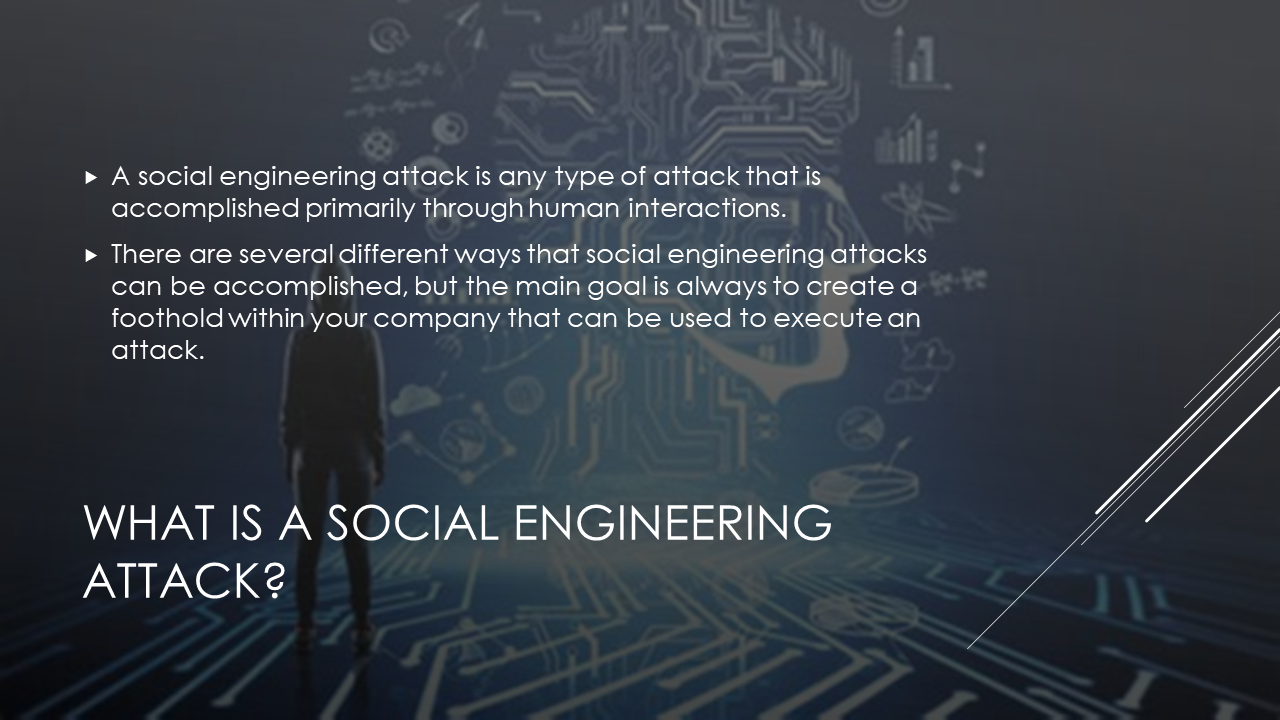 A social engineering attack is any type of attack that is
accomplished primarily through human interactions.
There are several different ways that social engineering attacks
can be accomplished, but the main goal is always to create a
foothold within your company that can be used to execute an
attack.
WHAT IS A SOCIAL ENGINEERING
ATTACK?